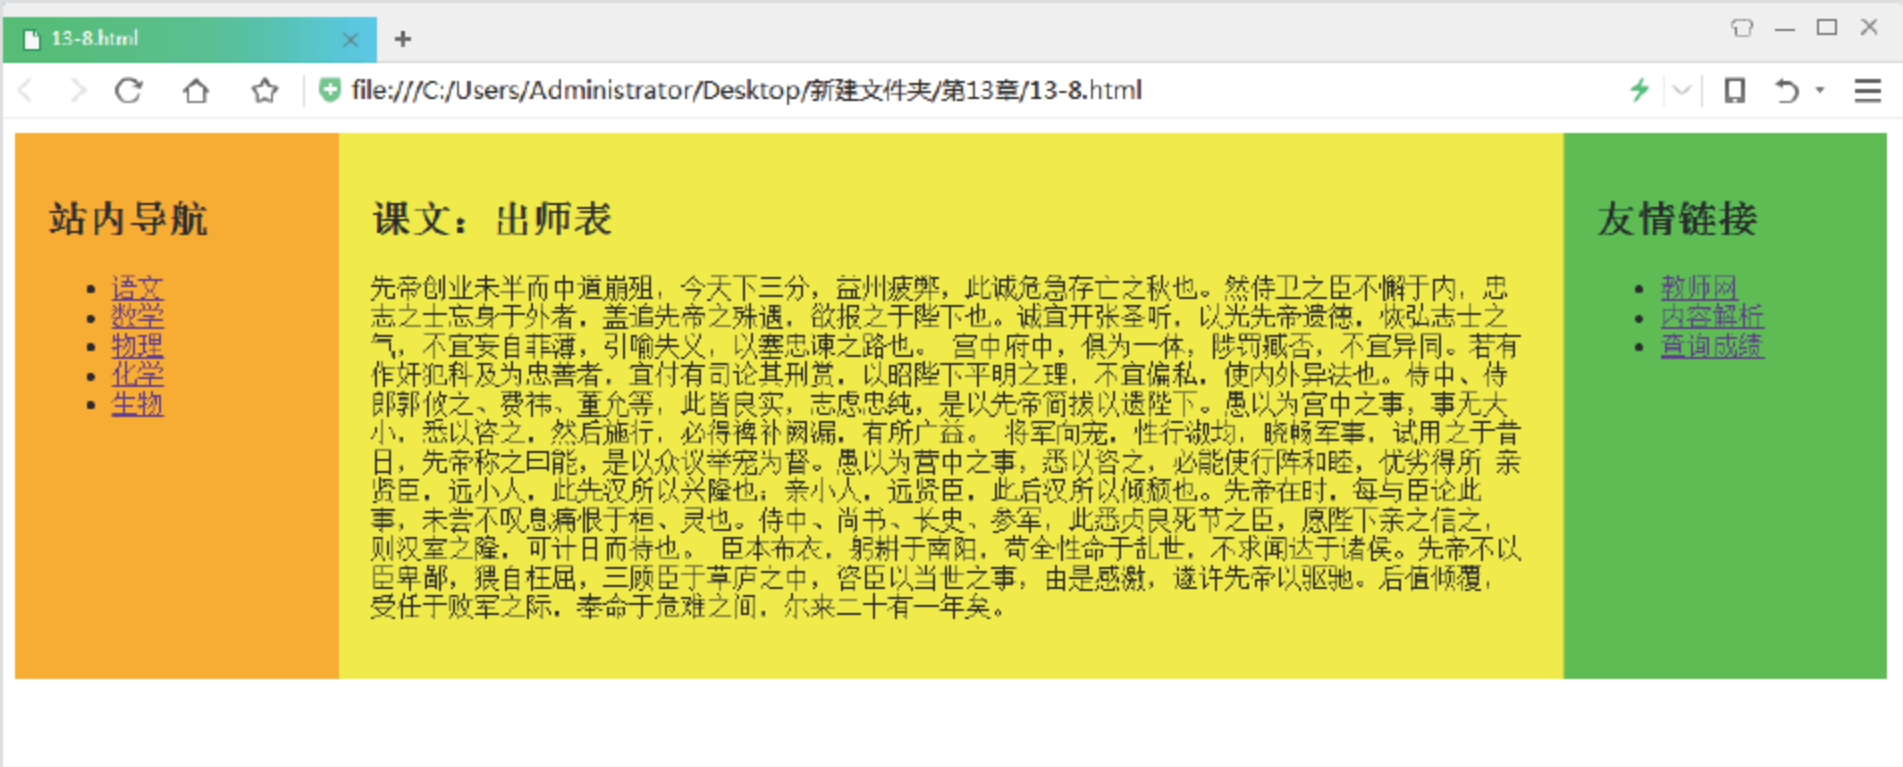 13-8.html
file:///C:/Users/Administrator/Desktop/新建文件夹/第13章/13-8.html
站内导航
语文
数学
物理
化学
生物
课文：出师表
先帝创业未半而中道崩殂，今天下三分，益州疲弊，此诚危急存亡之秋也。然侍卫之臣不懈于内，忠
志之士忘身于外者，盖追先帝之殊遇，欲报之于陛下也。诚宜开张圣听，以光先帝遗德，恢弘志士之
气，不宜妄自菲薄，引喻失义，以塞忠谏之路也。 宫中府中，俱为一体，陟罚臧否，不宜异同。若有
作奸犯科及为忠善者，宜付有司论其刑赏，以昭陛下平明之理，不宜偏私，使内外异法也。侍中、侍
郎郭攸之、费祎、董允等，此皆良实，志虑忠纯，是以先帝简拔以遗陛下。愚以为宫中之事，事无大
小，悉以咨之，然后施行，必得裨补阙漏，有所广益。 将军向宠，性行淑均，晓畅军事，试用之于昔
日，先帝称之曰能，是以众议举宠为督。愚以为营中之事，悉以咨之，必能使行阵和睦，优劣得所 亲
贤臣，远小人，此先汉所以兴隆也；亲小人，远贤臣，此后汉所以倾颓也。先帝在时，每与臣论此
事，未尝不叹息痛恨于桓、灵也。侍中、尚书、长史、参军，此悉贞良死节之臣，愿陛下亲之信之，
则汉室之隆，可计日而待也。 臣本布衣，躬耕于南阳，苟全性命于乱世，不求闻达于诸侯。先帝不以
臣卑鄙，猥自枉屈，三顾臣于草庐之中，咨臣以当世之事，由是感激，遂许先帝以驱驰。后值倾覆，
受任于败军之际，奉命于危难之间，尔来二十有一年矣。
友情链接
教师网
内容解析
查询成绩